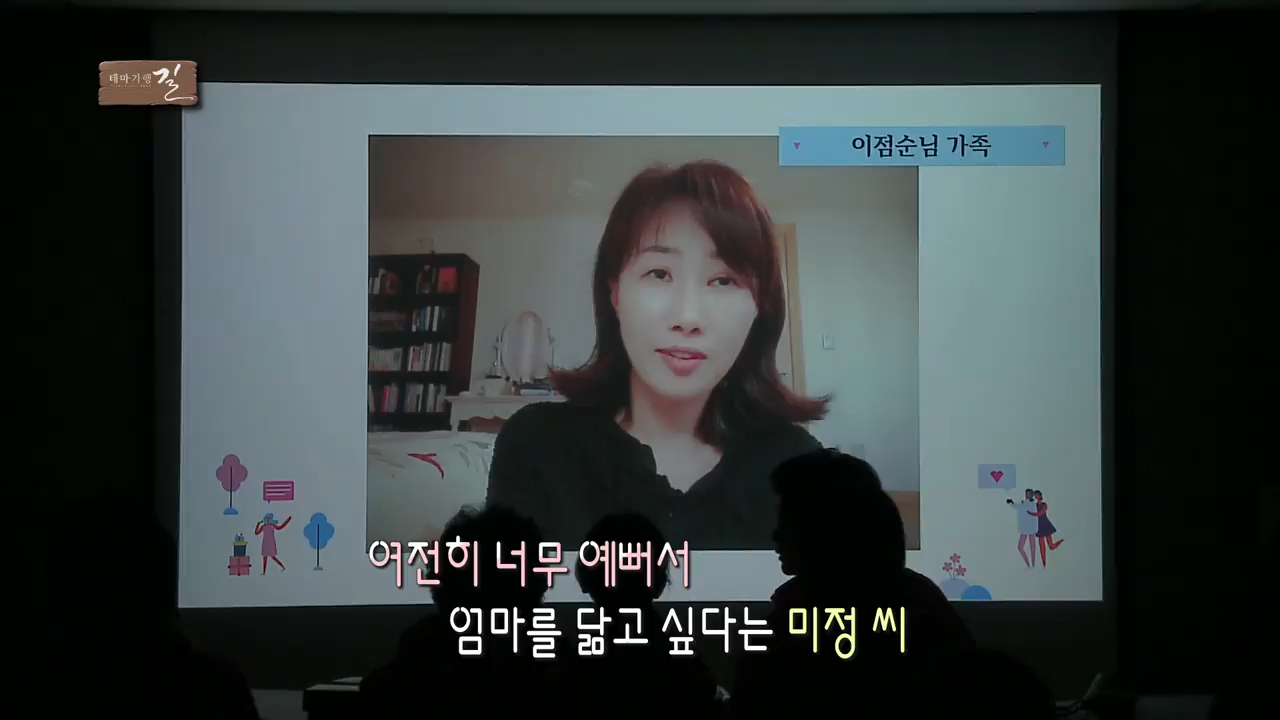 테마기행 길
이점순님 가족
여전히 너무 예뻐서
엄마를 닮고 싶다는 미정 씨